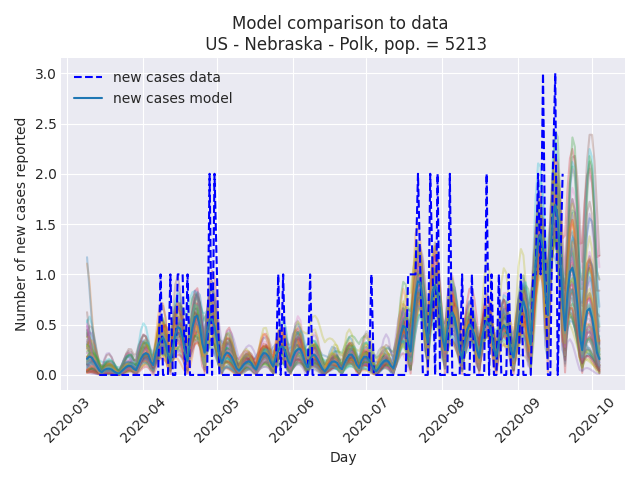 Model comparison to data
US - Nebraska - Polk, pop. = 5213
new cases data
new cases model
Number of new cases reported
3.0
2.5
2.0
1.5
1.0
0.5
0.0
2020-03
2020-04
2020-05
2020-06
2020-07
2020-08
2020-09
2020-10
Day